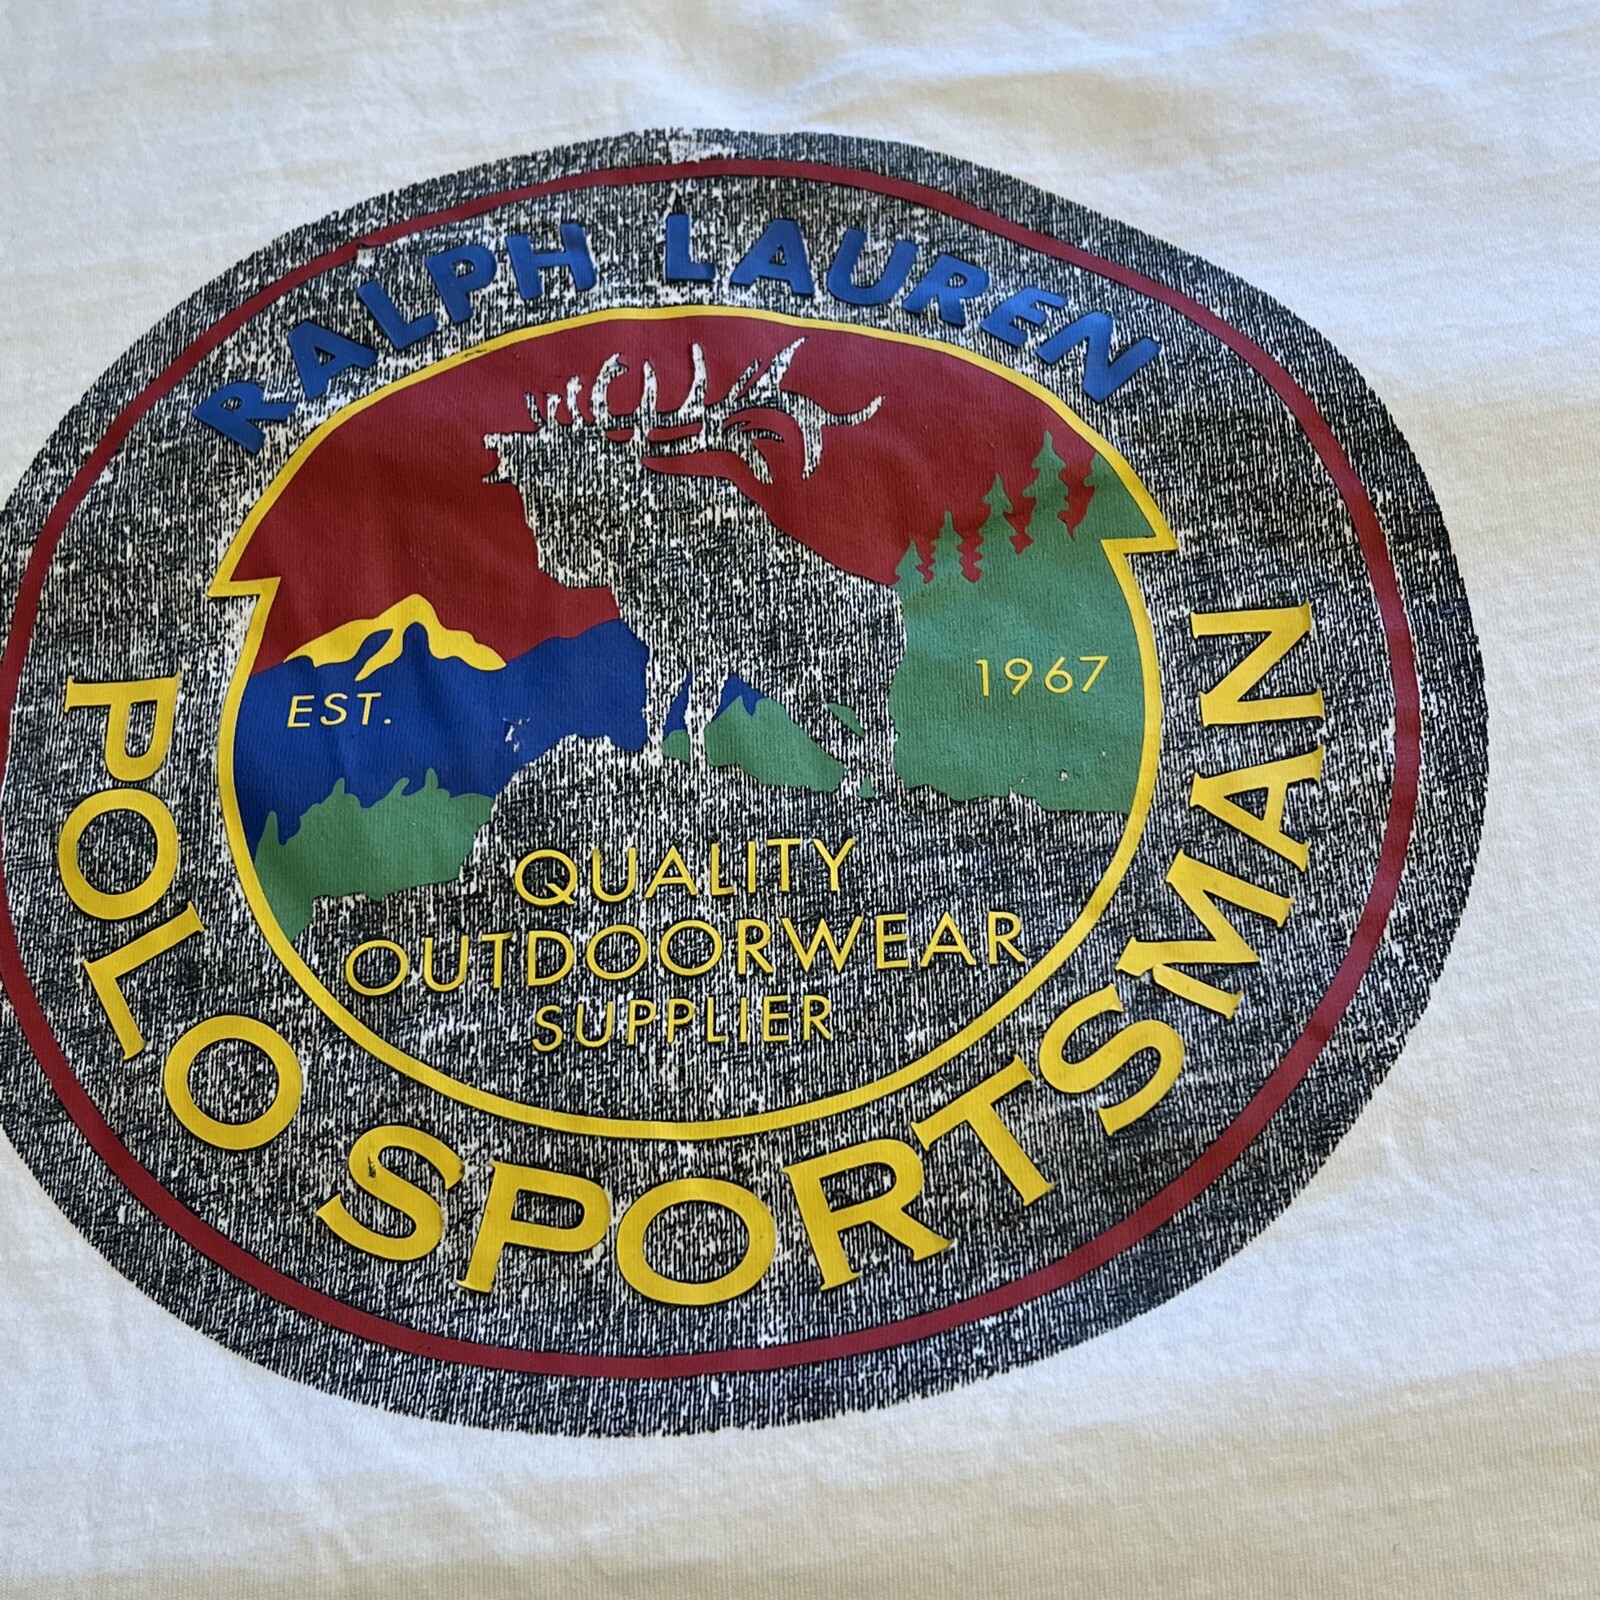 RALPH LAUREN
EST.
1967
QUALITY
OUTDOORWEAR
SUPPLIER
POLO SPORTSMAN